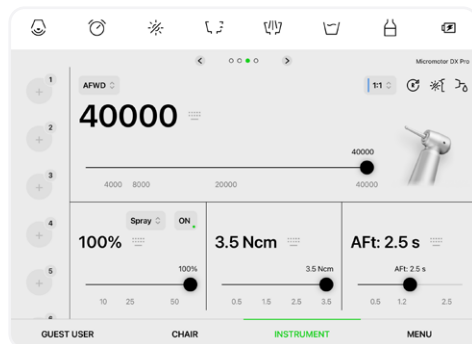 Micromotor DX Pro
1
AFWD
1:1
40000
2
40000
3
4000 8000 20000 40000
4
Spray ON
100% 3.5 Ncm AFt: 2.5 s
5
100% 3.5 Ncm AFt: 2.5 s
10 25 50 0.5 1.5 2.5 3.5 0.5 1.2 2.5
6
GUEST USER CHAIR INSTRUMENT MENU